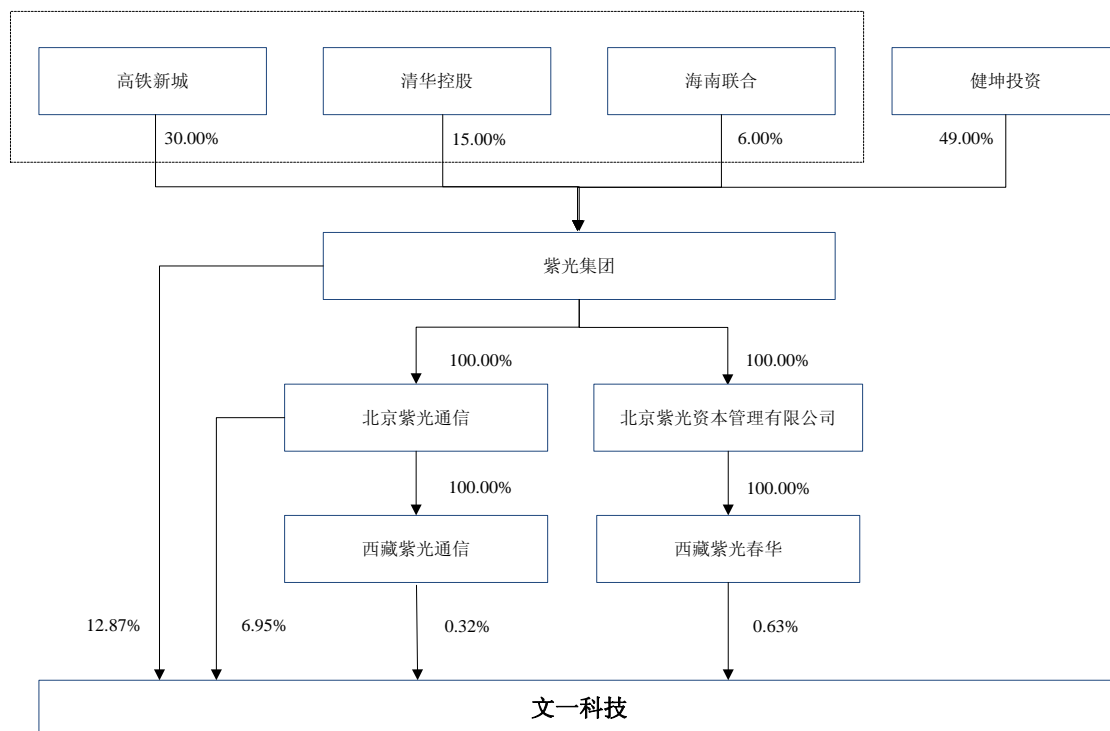 高铁新城
清华控股
海南联合
健坤投资
30.00%
15.00%
6.00%
49.00%
紫光集团
100.00%
100.00%
北京紫光通信
北京紫光资本管理有限公司
100.00%
100.00%
西藏紫光通信
西藏紫光春华
12.87%
6.95%
0.32%
0.63%
文一科技